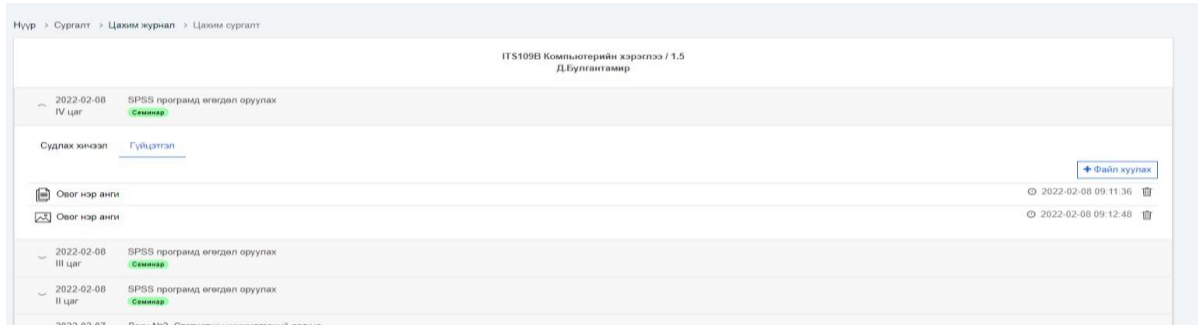 Нүүр > Сургалт > Цахим журнал > Цахим сургалт
ITS109B Компьютерийн хэрэглээ / 1.5
Д.Булгантамир
2022-02-08 SPSS програмд өгөгдөл оруулах
IV цаг Семинар
Судлах хичээл Гүйцэтгэл
+ Файл хуулах
Овог нэр анги 2022-02-08 09:11:36
Овог нэр анги 2022-02-08 09:12:48
2022-02-08 SPSS програмд өгөгдөл оруулах
III цаг Семинар
2022-02-08 SPSS програмд өгөгдөл оруулах
II цаг Семинар